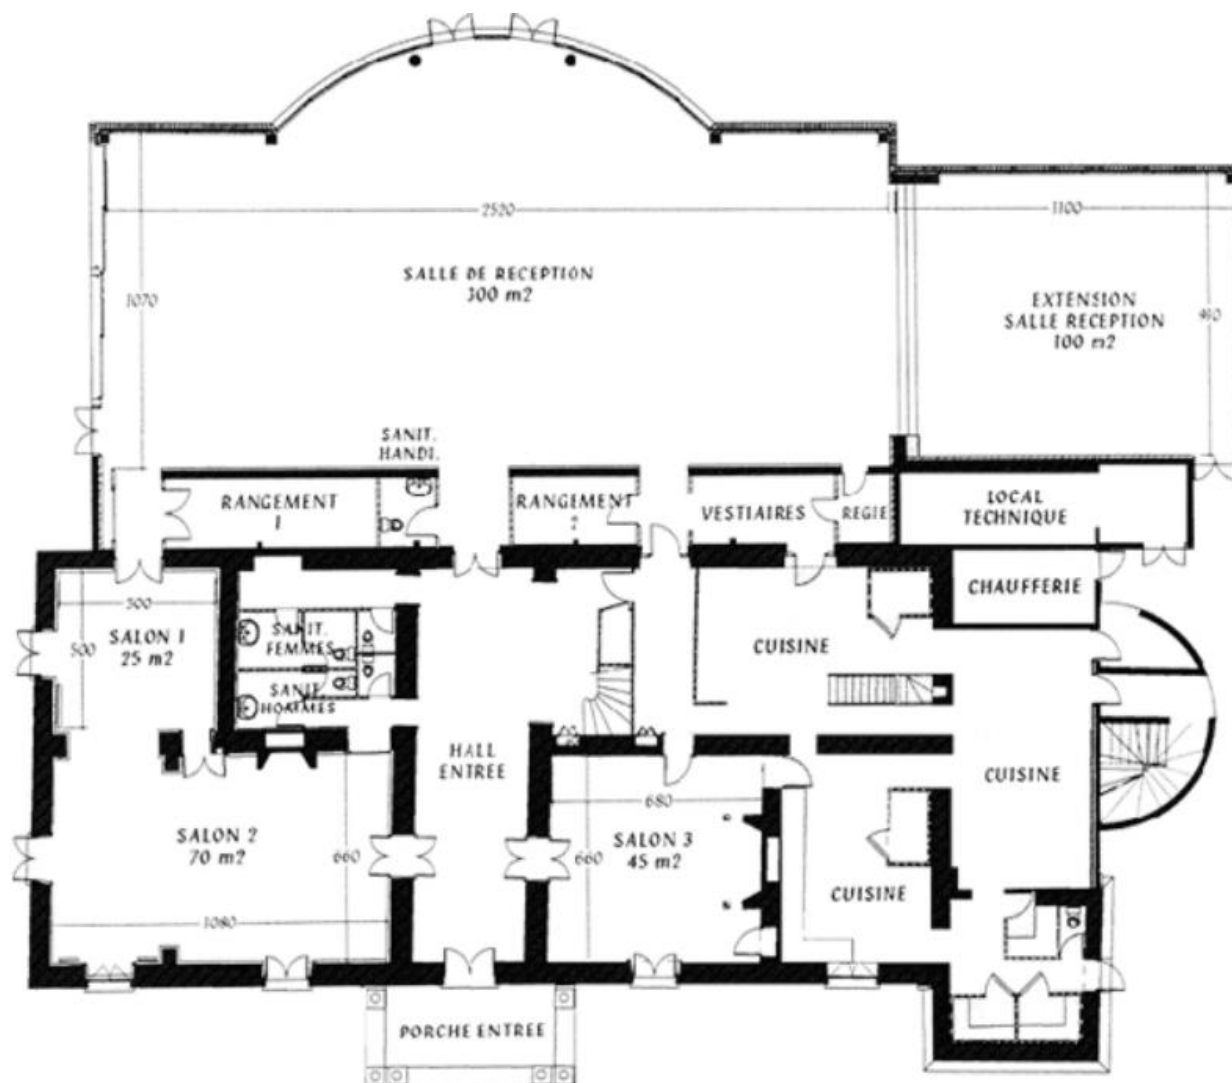 2520
1100
SALLE DE RECEPTION
300 m2
1070
EXTENSION
SALLE RECEPTION
100 m2
SANIT.
HANDI.
RANGEMENT
1
RANGEMENT
2
VESTIAIRES
REGIE
LOCAL
TECHNIQUE
CHAUFFERIE
500
SALON 1
25 m2
500
SANIT.
FEMMES
SANIT.
HOMMES
CUISINE
HALL
ENTREE
CUISINE
680
SALON 2
70 m2
660
SALON 3
45 m2
660
CUISINE
1080
PORCHE ENTREE